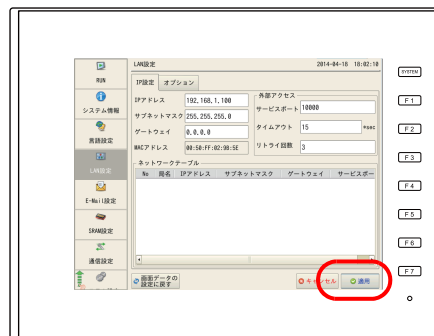 LAN設定 2014-04-18 18:02:10
RUN
システム情報
言語設定
LAN設定
E-Mail設定
SRAM設定
通信設定
IP設定 オプション
IPアドレス 192.168.1.100
サブネットマスク 255.255.255.0
ゲートウェイ 0.0.0.0
MACアドレス 00:50:FF:02:9B:5E
外部アクセス
サービスポート 10000
タイムアウト 15 *sec
リトライ回数 3
ネットワークテーブル
No 局名 IPアドレス サブネットマスク ゲートウェイ サービスポー
画面データの
設定に戻す
キャンセル 適用
SYSTEM
F1
F2
F3
F4
F5
F6
F7